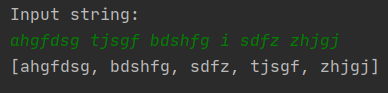 Input string:
ahgfdsg tjsgf bdshfg i sdfz zhjgj
[ahgfdsg, bdshfg, sdfz, tjsgf, zhjgj]